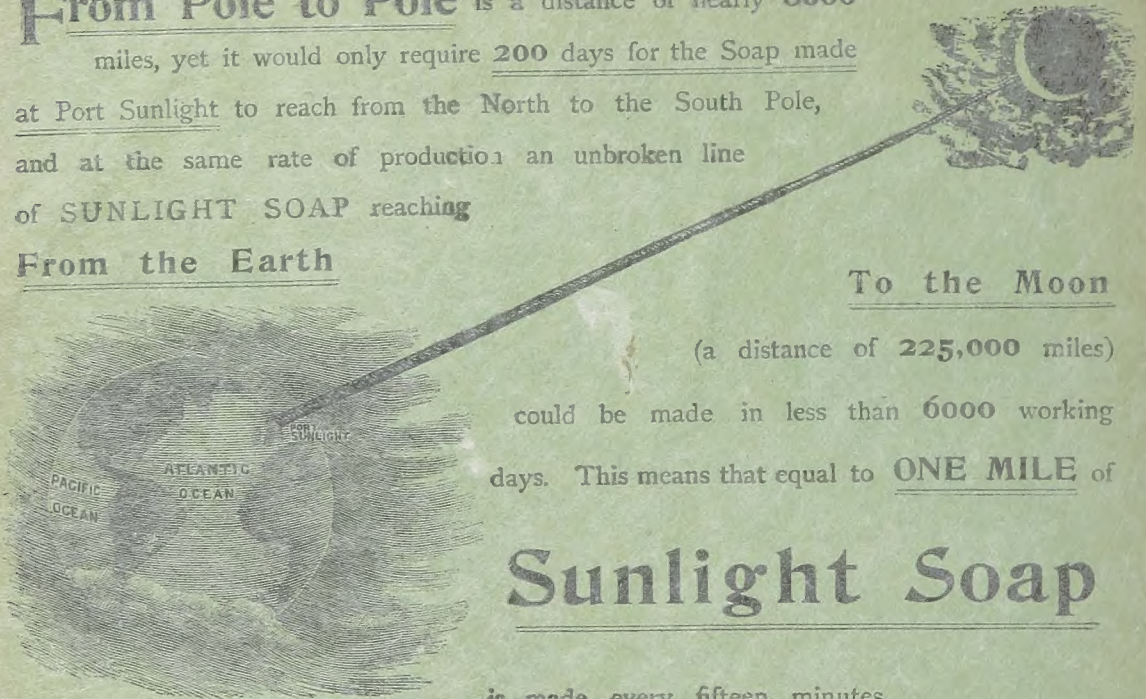 From Pole to Pole is a distance of nearly 8000
miles, yet it would only require 200 days for the Soap made
at Port Sunlight to reach from the North to the South Pole,
and at the same rate of production an unbroken line
of SUNLIGHT SOAP reaching
From the Earth
To the Moon
(a distance of 225,000 miles)
could be made in less than 6000 working
days. This means that equal to ONE MILE of
Sunlight Soap
is made every fifteen minutes
PORT
SUNLIGHT
ATLANTIC
OCEAN
PACIFIC
OCEAN